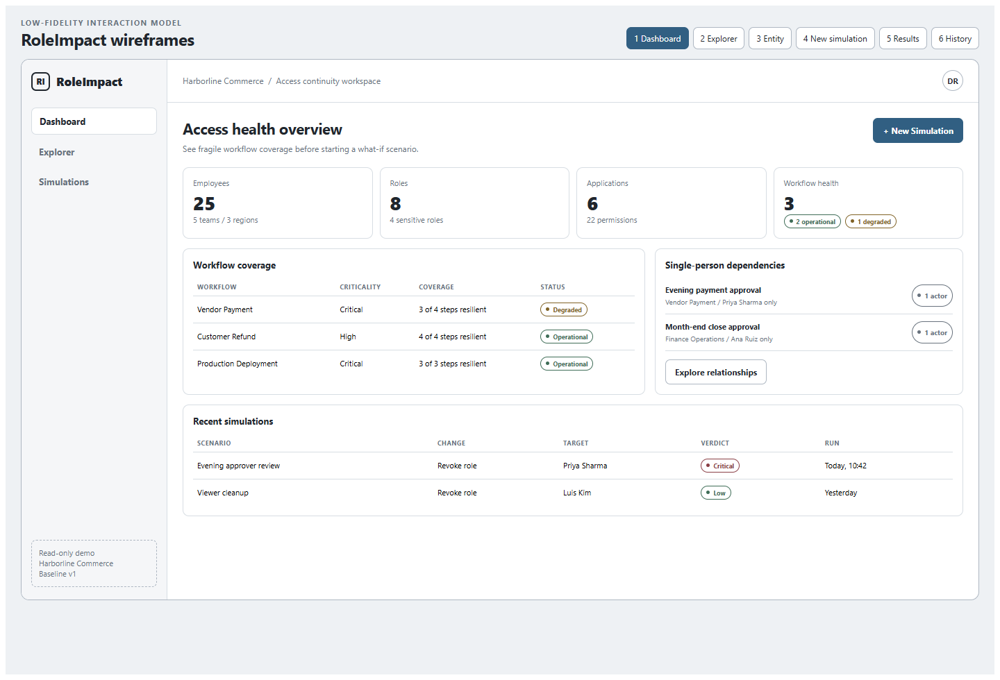 LOW-FIDELITY INTERACTION MODEL
RoleImpact wireframes
1 Dashboard
2 Explorer
3 Entity
4 New simulation
5 Results
6 History
RI RoleImpact
Dashboard
Explorer
Simulations
Read-only demo
Harborline Commerce
Baseline v1
Harborline Commerce / Access continuity workspace
DR
Access health overview
See fragile workflow coverage before starting a what-if scenario.
+ New Simulation
Employees
25
5 teams / 3 regions
Roles
8
4 sensitive roles
Applications
6
22 permissions
Workflow health
3
2 operational 1 degraded
Workflow coverage
WORKFLOW CRITICALITY COVERAGE STATUS
Vendor Payment Critical 3 of 4 steps resilient Degraded
Customer Refund High 4 of 4 steps resilient Operational
Production Deployment Critical 3 of 3 steps resilient Operational
Single-person dependencies
Evening payment approval
Vendor Payment / Priya Sharma only
1 actor
Month-end close approval
Finance Operations / Ana Ruiz only
1 actor
Explore relationships
Recent simulations
SCENARIO CHANGE TARGET VERDICT RUN
Evening approver review Revoke role Priya Sharma Critical Today, 10:42
Viewer cleanup Revoke role Luis Kim Low Yesterday